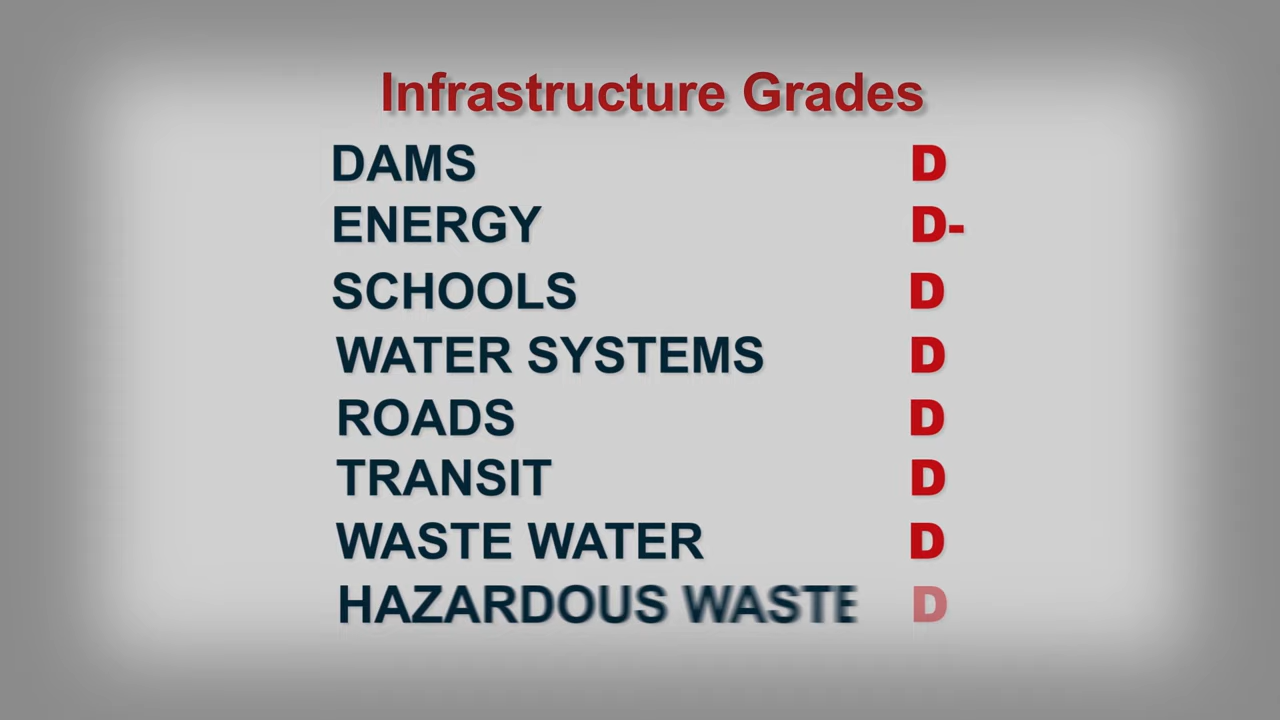 Infrastructure Grades
DAMS D
ENERGY D-
SCHOOLS D
WATER SYSTEMS D
ROADS D
TRANSIT D
WASTE WATER D
HAZARDOUS WASTE D